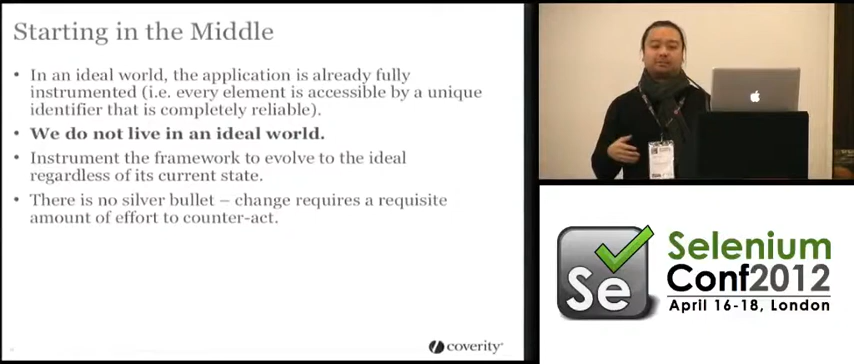 Starting in the Middle
• In an ideal world, the application is already fully
instrumented (i.e. every element is accessible by a unique
identifier that is completely reliable).
• We do not live in an ideal world.
• Instrument the framework to evolve to the ideal
regardless of its current state.
• There is no silver bullet – change requires a requisite
amount of effort to counter-act.
coverity
Se
Selenium
Conf2012
April 16-18, London